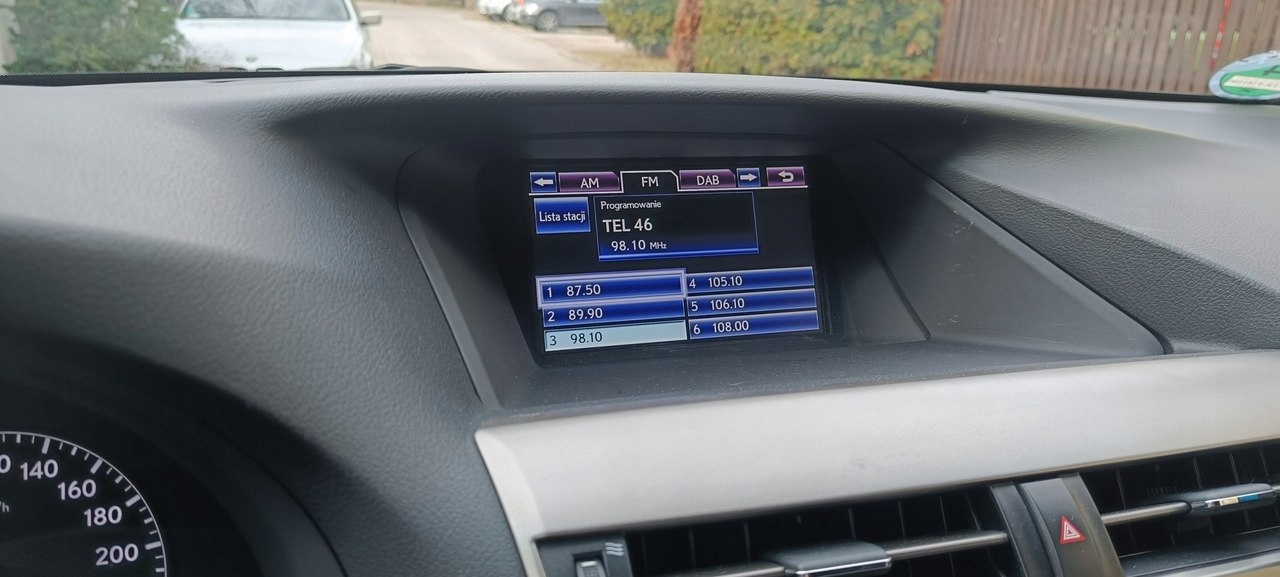 AM FM DAB
Lista stacji
Programowanie
TEL 46
98.10 MHz
1 87.50
2 89.90
3 98.10
4 105.10
5 106.10
6 108.00
140
160
180
200